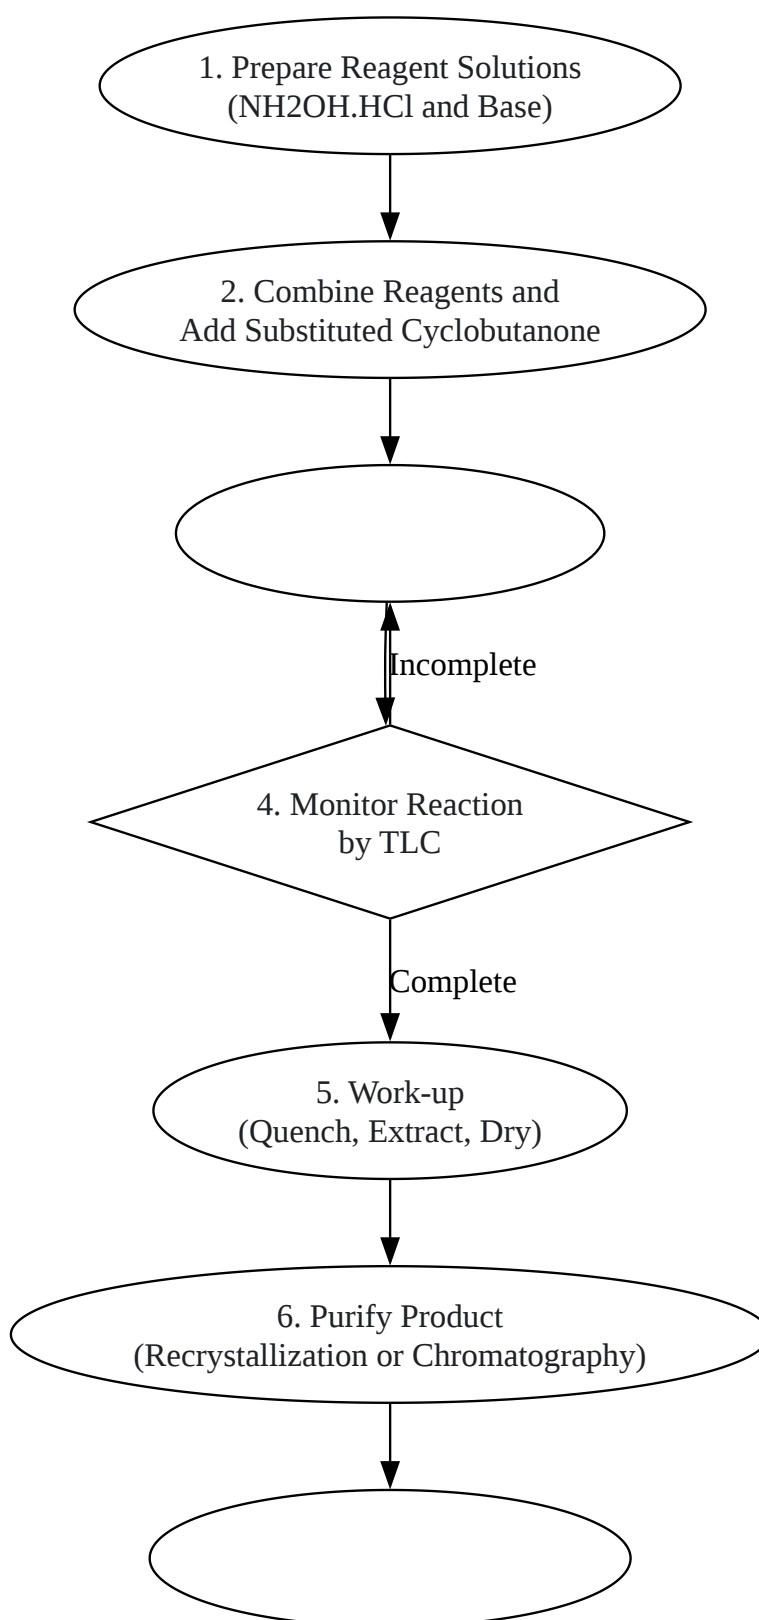 1. Prepare Reagent Solutions
(NH2OH.HCl and Base)
2. Combine Reagents and
Add Substituted Cyclobutanone
Incomplete
4. Monitor Reaction
by TLC
Complete
5. Work-up
(Quench, Extract, Dry)
6. Purify Product
(Recrystallization or Chromatography)